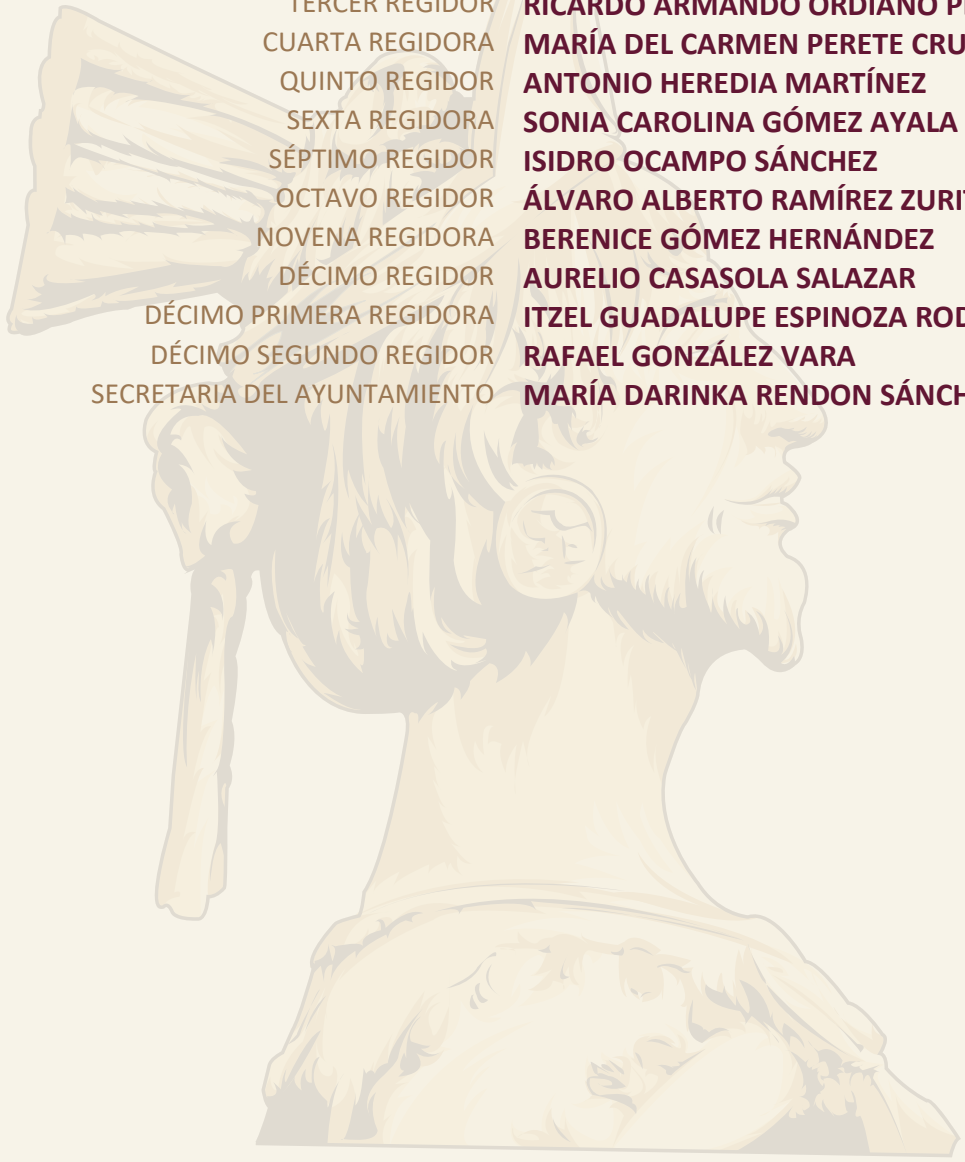 TERCER REGIDOR RICARDO ARMANDO ORDIANO
CUARTA REGIDORA MARÍA DEL CARMEN PERETE
QUINTO REGIDOR ANTONIO HEREDIA MARTÍNEZ
SEXTA REGIDORA SONIA CAROLINA GÓMEZ AYALA
SÉPTIMO REGIDOR ISIDRO OCAMPO SÁNCHEZ
OCTAVO REGIDOR ÁLVARO ALBERTO RAMÍREZ
NOVENA REGIDORA BERENICE GÓMEZ HERNÁNDEZ
DÉCIMO REGIDOR AURELIO CASASOLA SALAZAR
DÉCIMO PRIMERA REGIDORA ITZEL GUADALUPE ESPINOZA
DÉCIMO SEGUNDO REGIDOR RAFAEL GONZÁLEZ VARA
SECRETARIA DEL AYUNTAMIENTO MARÍA DARINKA RENDON